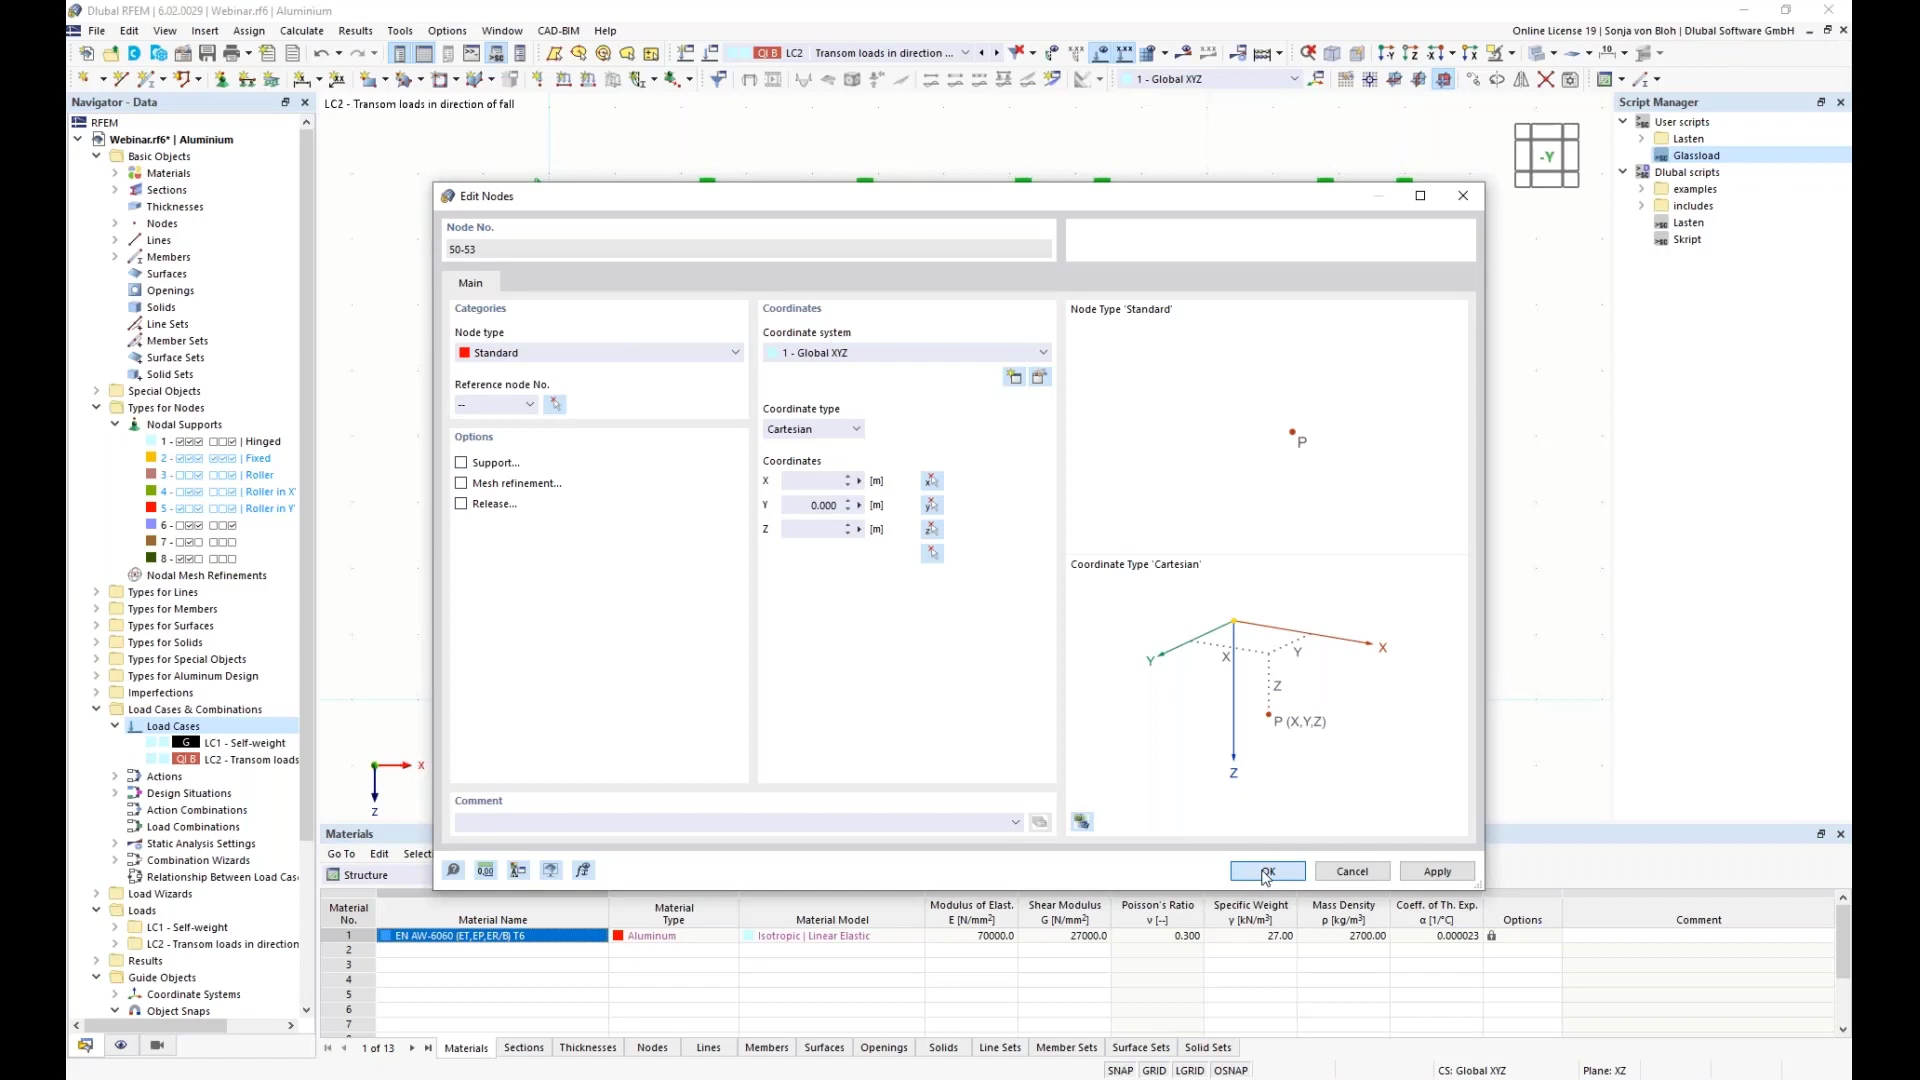 Dlubal RFEM | 6.02.0029 | Webinar.rf6 | Aluminium
File Edit View Insert Assign Calculate Results Tools Options Window CAD-BIM Help
Online License 19 | Sonja von Bloh | Dlubal Software GmbH
QI B LC2 Transom loads in direction ...
1 - Global XYZ
Navigator - Data
RFEM
Webinar.rf6* | Aluminium
Basic Objects
Materials
Sections
Thicknesses
Nodes
Lines
Members
Surfaces
Openings
Solids
Line Sets
Member Sets
Surface Sets
Solid Sets
Special Objects
Types for Nodes
Nodal Supports
1 - | Hinged
2 - | Fixed
3 - | Roller
4 - | Roller in X'
5 - | Roller in Y'
6 -
7 -
8 -
Nodal Mesh Refinements
Types for Lines
Types for Members
Types for Surfaces
Types for Solids
Types for Special Objects
Types for Aluminum Design
Imperfections
Load Cases & Combinations
Load Cases
G LC1 - Self-weight
QI B LC2 - Transom loads
Actions
Design Situations
Action Combinations
Load Combinations
Static Analysis Settings
Combination Wizards
Relationship Between Load Cas
Load Wizards
Loads
LC1 - Self-weight
LC2 - Transom loads in direction
Results
Guide Objects
Coordinate Systems
Object Snaps
LC2 - Transom loads in direction of fall
-Y
X
Z
Edit Nodes
Node No.
50-53
Main
Categories
Node type
Standard
Reference node No.
--
Options
Support...
Mesh refinement...
Release...
Coordinates
Coordinate system
1 - Global XYZ
Coordinate type
Cartesian
Coordinates
X [m]
Y 0.000 [m]
Z [m]
Node Type 'Standard'
P
Coordinate Type 'Cartesian'
X
Y
X
Y
Z
P (X,Y,Z)
Z
Comment
OK Cancel Apply
Script Manager
User scripts
Lasten
Glassload
Dlubal scripts
examples
includes
Lasten
Skript
Materials
Go To Edit Select
Structure
Material No. Material Name Material Type Material Model Modulus of Elast. E [N/mm²] Shear Modulus G [N/mm²] Poisson's Ratio ν [--] Specific Weight γ [kN/m³] Mass Density ρ [kg/m³] Coeff. of Th. Exp. α [1/°C] Options Comment
1 EN AW-6060 (ET,EP,ER/B) T6 Aluminum Isotropic | Linear Elastic 70000.0 27000.0 0.300 27.00 2700.00 0.000023
2
3
4
5
6
7
1 of 13 Materials Sections Thicknesses Nodes Lines Members Surfaces Openings Solids Line Sets Member Sets Surface Sets Solid Sets
SNAP GRID LGRID OSNAP CS: Global XYZ Plane: XZ